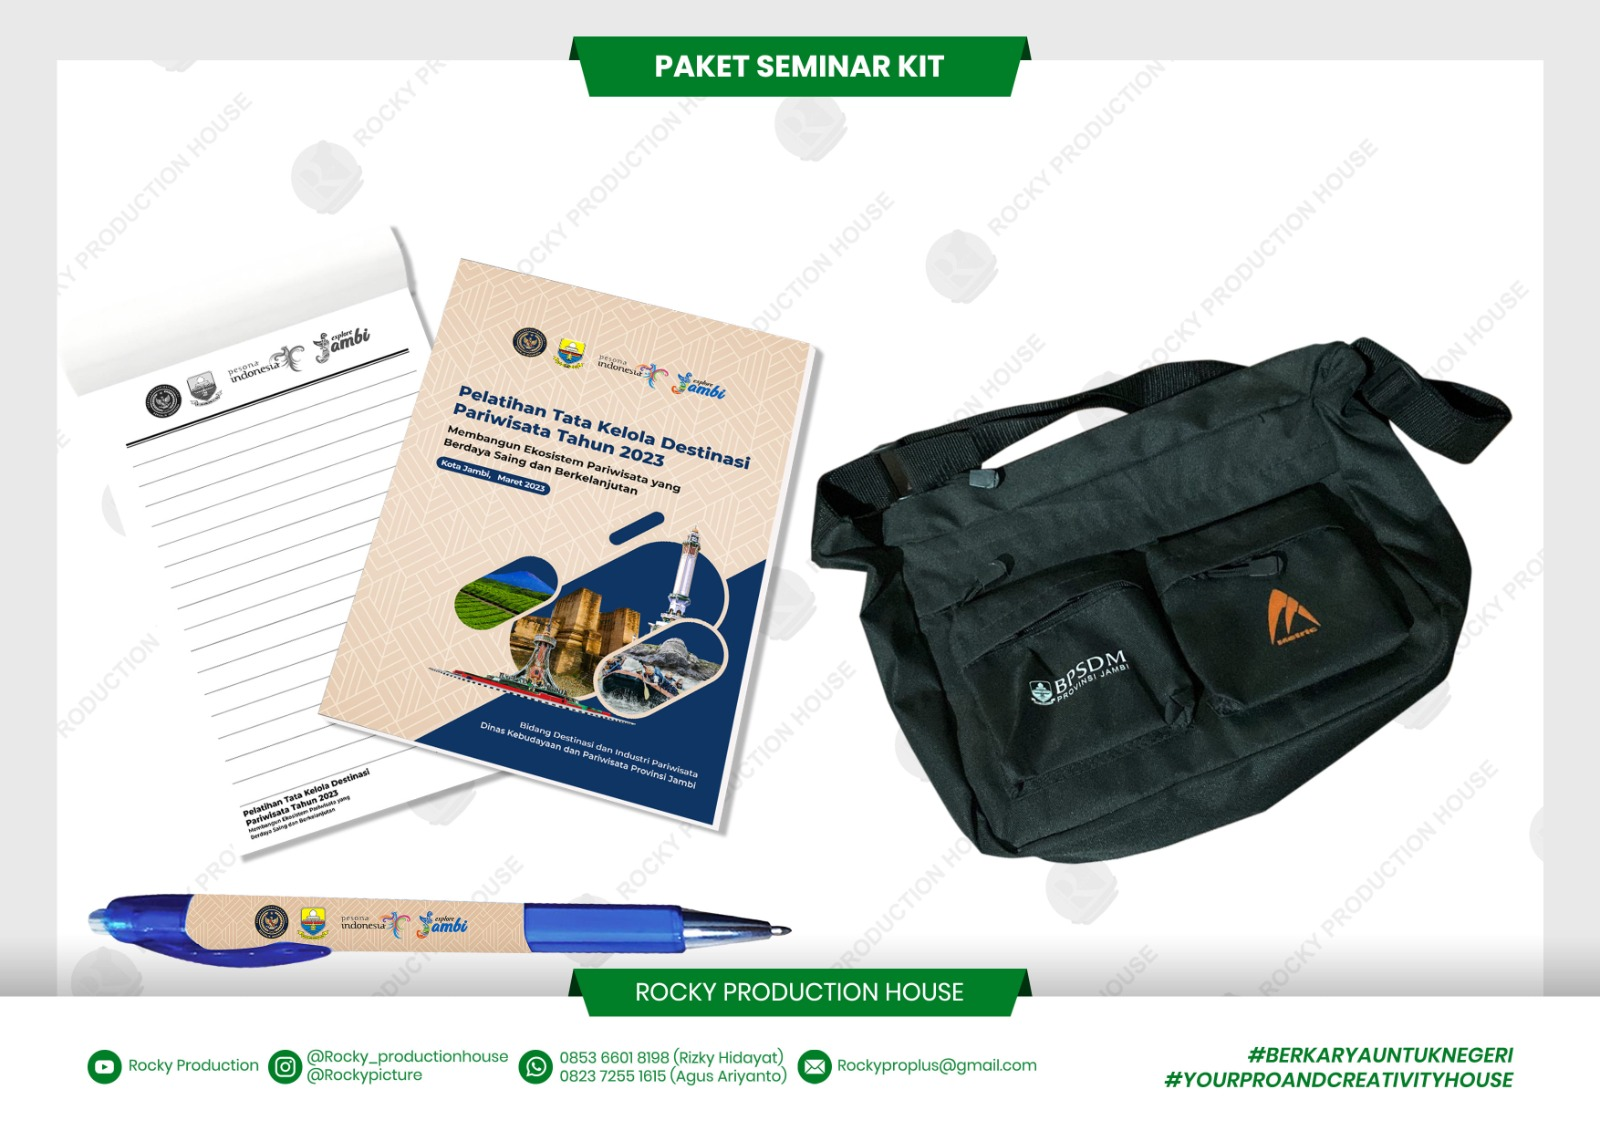 PAKET SEMINAR KIT
ROCKY PRODUCTION HOUSE
pesona
indonesia
explore
Jambi
Pelatihan Tata Kelola Destinasi
Pariwisata Tahun 2023
Membangun Ekosistem Pariwisata yang
Berdaya Saing dan Berkelanjutan
pesona
indonesia
explore
Jambi
Pelatihan Tata Kelola Destinasi
Pariwisata Tahun 2023
Membangun Ekosistem Pariwisata yang
Berdaya Saing dan Berkelanjutan
Kota Jambi, Maret 2023
Bidang Destinasi dan Industri Pariwisata
Dinas Kebudayaan dan Pariwisata Provinsi Jambi
BPSDM
PROVINSI JAMBI
Metric
pesona
indonesia
explore
Jambi
ROCKY PRODUCTION HOUSE
Rocky Production
@Rocky_productionhouse
@Rockypicture
0853 6601 8198 (Rizky Hidayat)
0823 7255 1615 (Agus Ariyanto)
Rockyproplus@gmail.com
#BERKARYAUNTUKNEGERI
#YOURPROANDCREATIVITYHOUSE